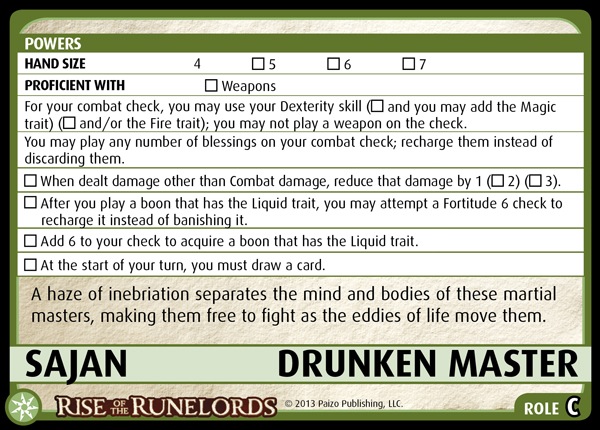 POWERS
HAND SIZE 4 ☐ 5 ☐ 6 ☐ 7
PROFICIENT WITH ☐ Weapons
For your combat check, you may use your Dexterity skill (☐ and you may add the Magic
trait) (☐ and/or the Fire trait); you may not play a weapon on the check.
You may play any number of blessings on your combat check; recharge them instead of
discarding them.
☐ When dealt damage other than Combat damage, reduce that damage by 1 (☐ 2) (☐ 3).
☐ After you play a boon that has the Liquid trait, you may attempt a Fortitude 6 check to
recharge it instead of banishing it.
☐ Add 6 to your check to acquire a boon that has the Liquid trait.
☐ At the start of your turn, you must draw a card.
A haze of inebriation separates the mind and bodies of these martial
masters, making them free to fight as the eddies of life move them.
SAJAN DRUNKEN MASTER
RISE OF THE RUNELORDS © 2013 Paizo Publishing, LLC. ROLE C